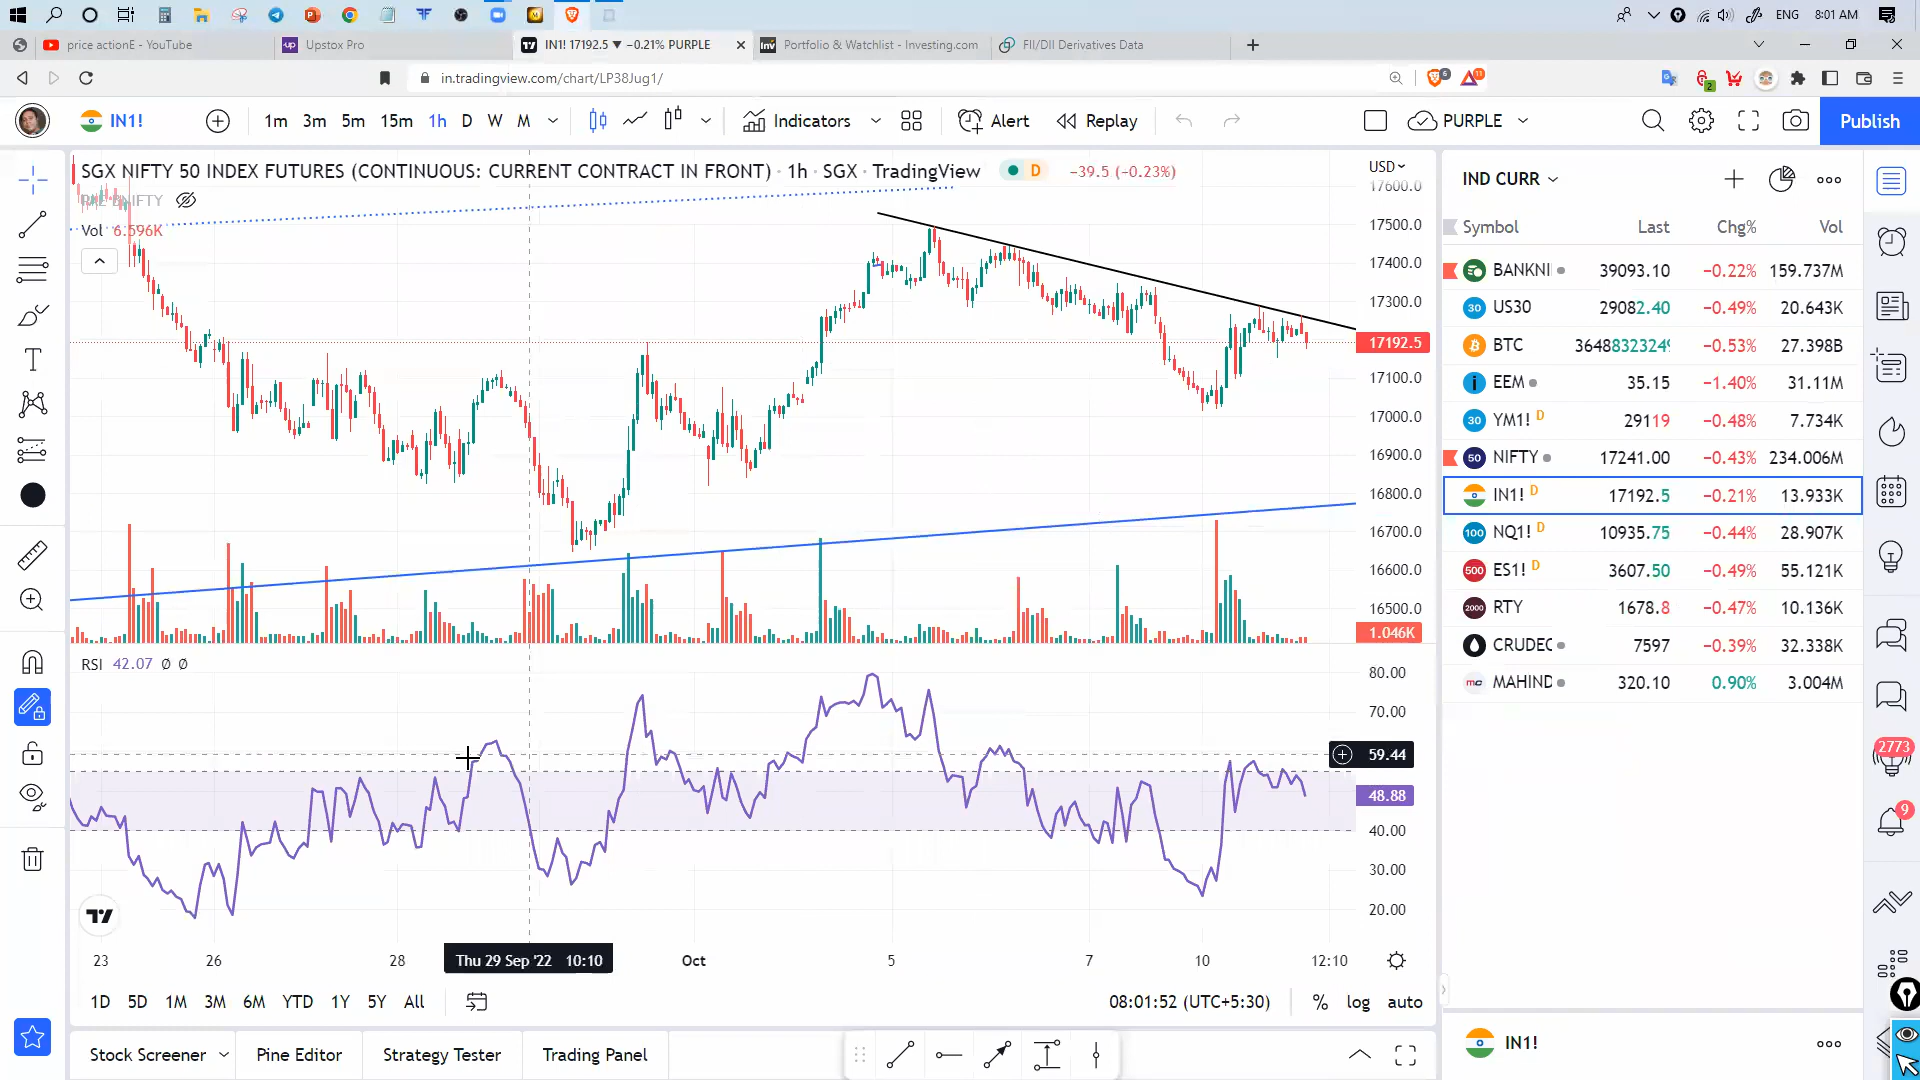 ENG 8:01 AM
price actionE - YouTube
Upstox Pro
IN1! 17192.5 ▼ −0.21% PURPLE
Portfolio & Watchlist - Investing.com
FII/DII Derivatives Data
in.tradingview.com/chart/LP38Jug1/
IN1! 1m 3m 5m 15m 1h D W M Indicators Alert Replay PURPLE Publish
SGX NIFTY 50 INDEX FUTURES (CONTINUOUS: CURRENT CONTRACT IN FRONT) · 1h · SGX · TradingView D −39.5 (−0.23%)
Vol 6.596K
USD
17600.0
17500.0
17400.0
17300.0
17192.5
17100.0
17000.0
16900.0
16800.0
16700.0
16600.0
16500.0
1.046K
RSI 42.07 Ø Ø
80.00
70.00
59.44
48.88
40.00
30.00
20.00
23 26 28 Thu 29 Sep '22 10:10 Oct 5 7 10 12:10
1D 5D 1M 3M 6M YTD 1Y 5Y All 08:01:52 (UTC+5:30) % log auto
Stock Screener Pine Editor Strategy Tester Trading Panel
IND CURR
Symbol Last Chg% Vol
BANKNI 39093.10 −0.22% 159.737M
30 US30 29082.40 −0.49% 20.643K
BTC 36488323249 −0.53% 27.398B
EEM 35.15 −1.40% 31.11M
30 YM1! D 29119 −0.48% 7.734K
50 NIFTY 17241.00 −0.43% 234.006M
IN1! D 17192.5 −0.21% 13.933K
100 NQ1! D 10935.75 −0.44% 28.907K
500 ES1! D 3607.50 −0.49% 55.121K
2000 RTY 1678.8 −0.47% 10.136K
CRUDEC 7597 −0.39% 32.338K
mc MAHIND 320.10 0.90% 3.004M
2773
9
IN1!